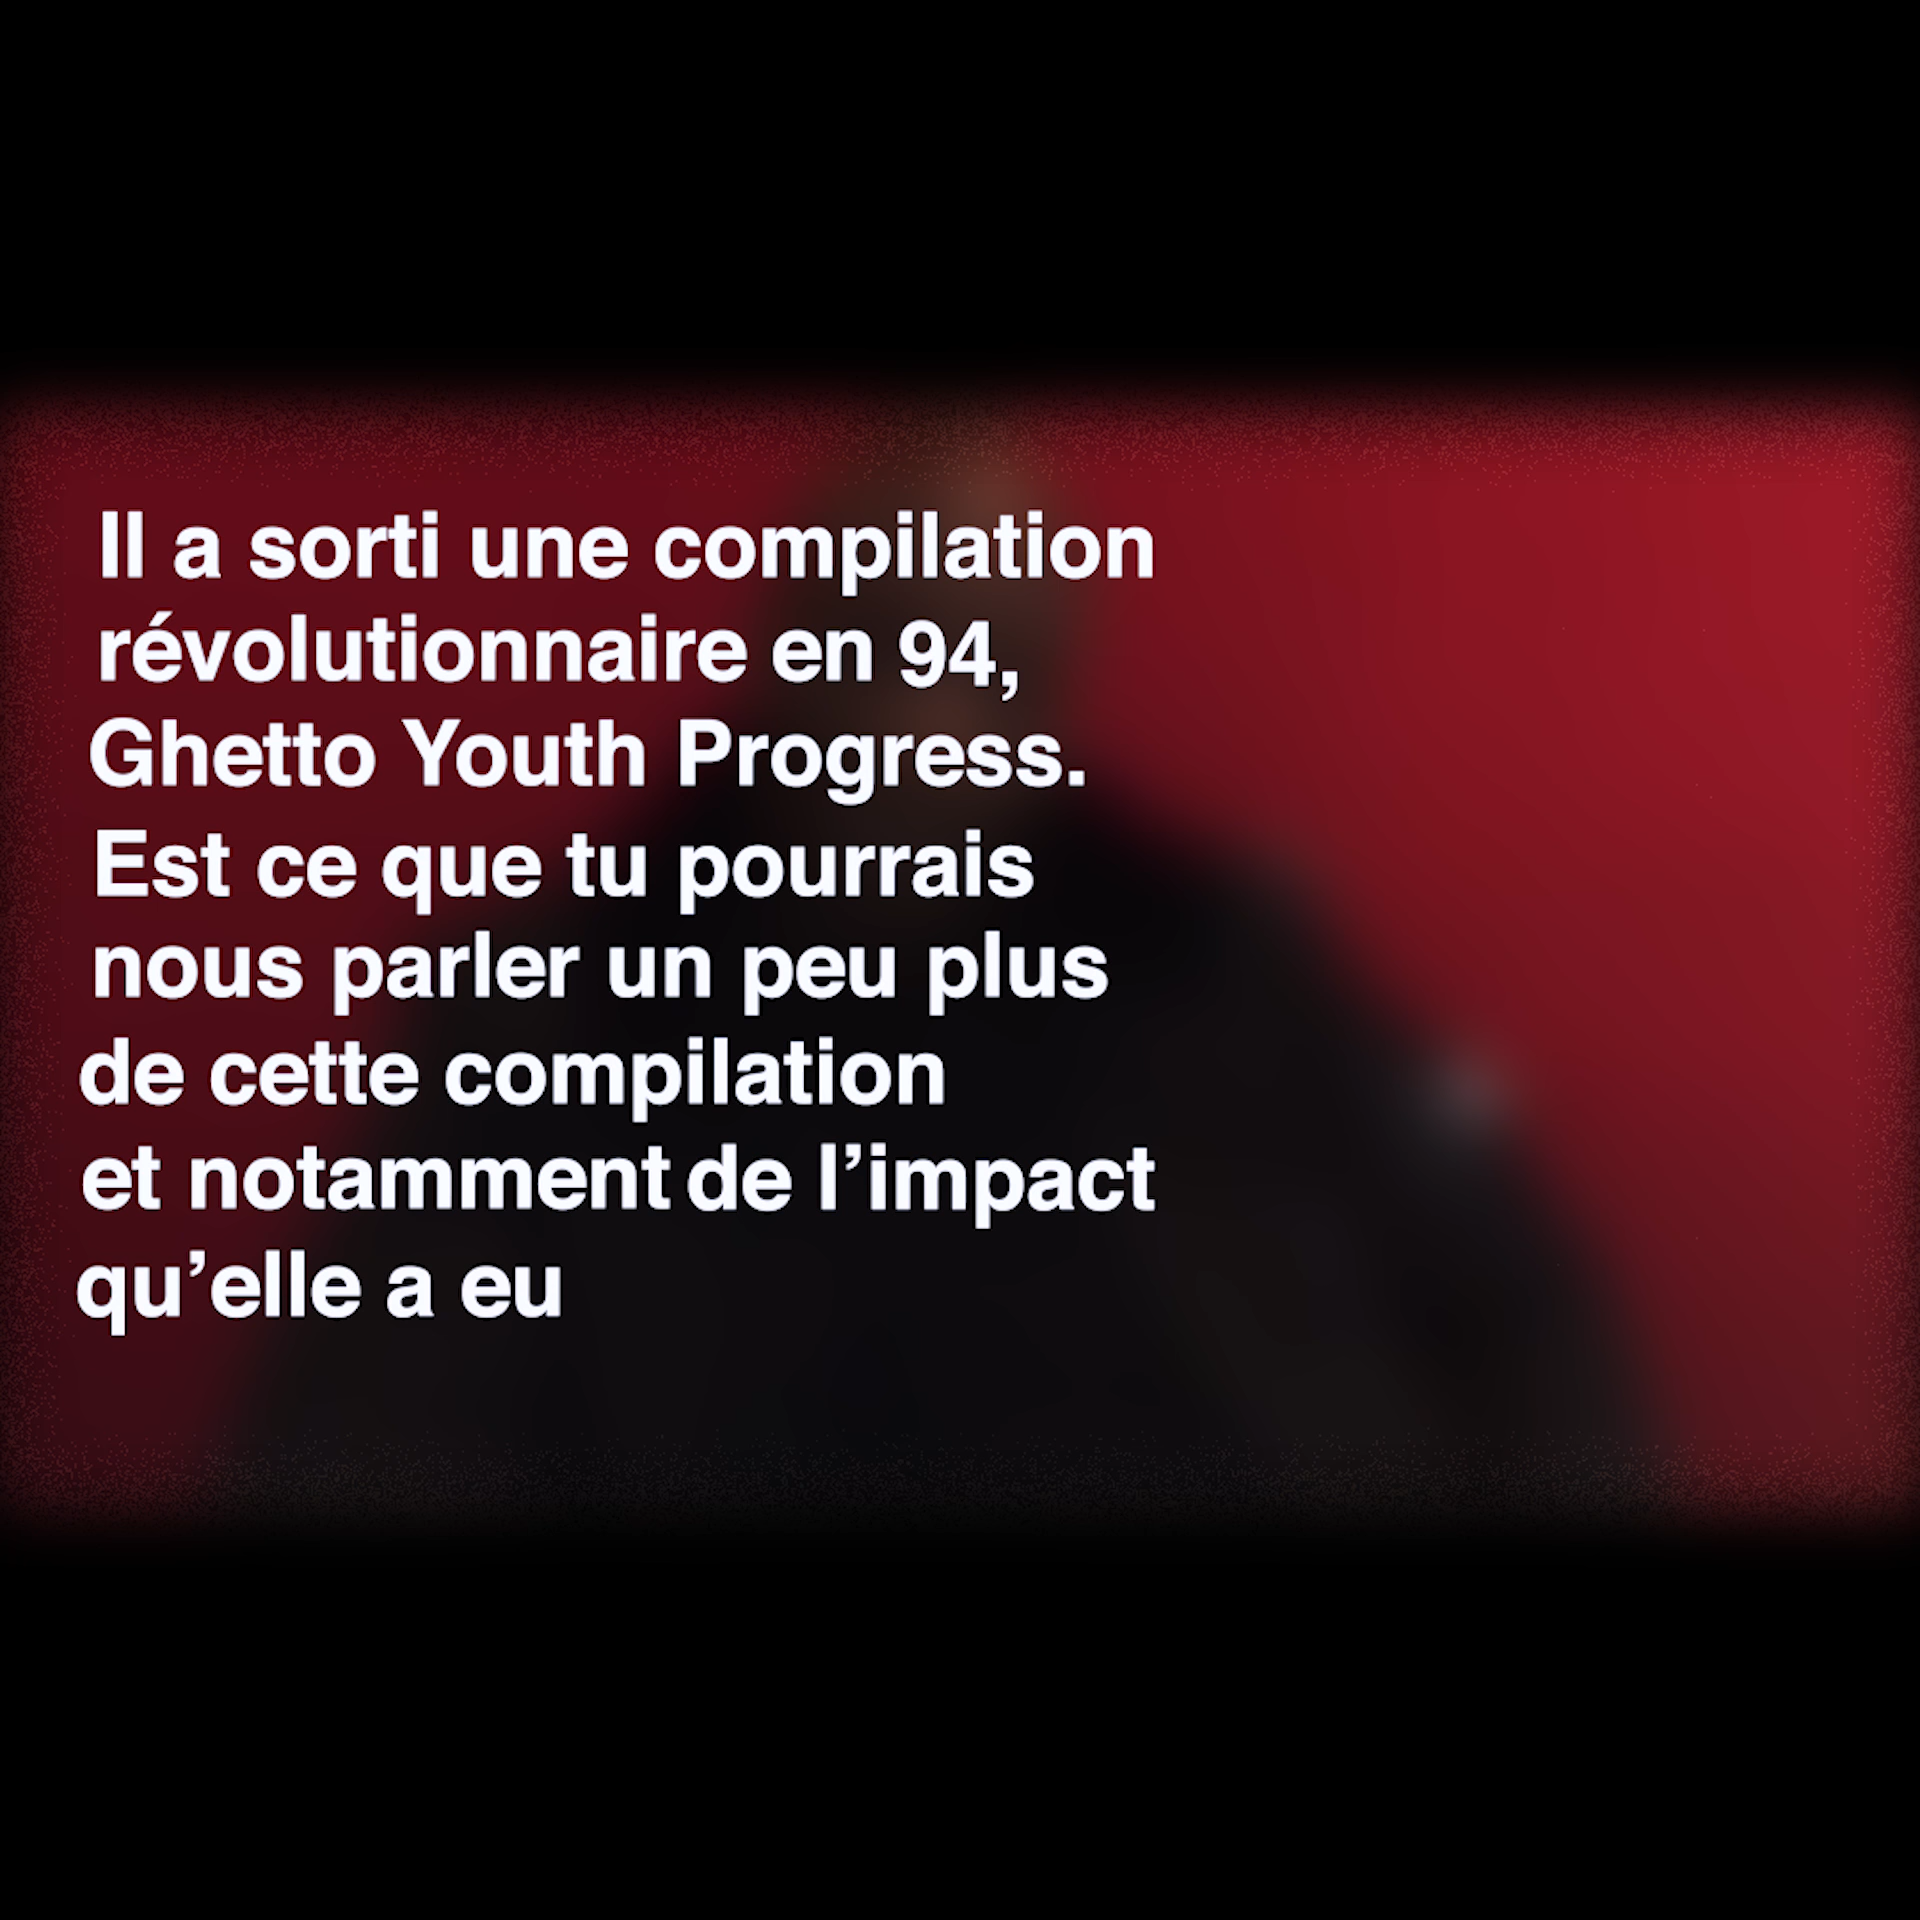 Il a sorti une compilation
révolutionnaire en 94,
Ghetto Youth Progress.
Est ce que tu pourrais
nous parler un peu plus
de cette compilation
et notamment de l’impact
qu’elle a eu